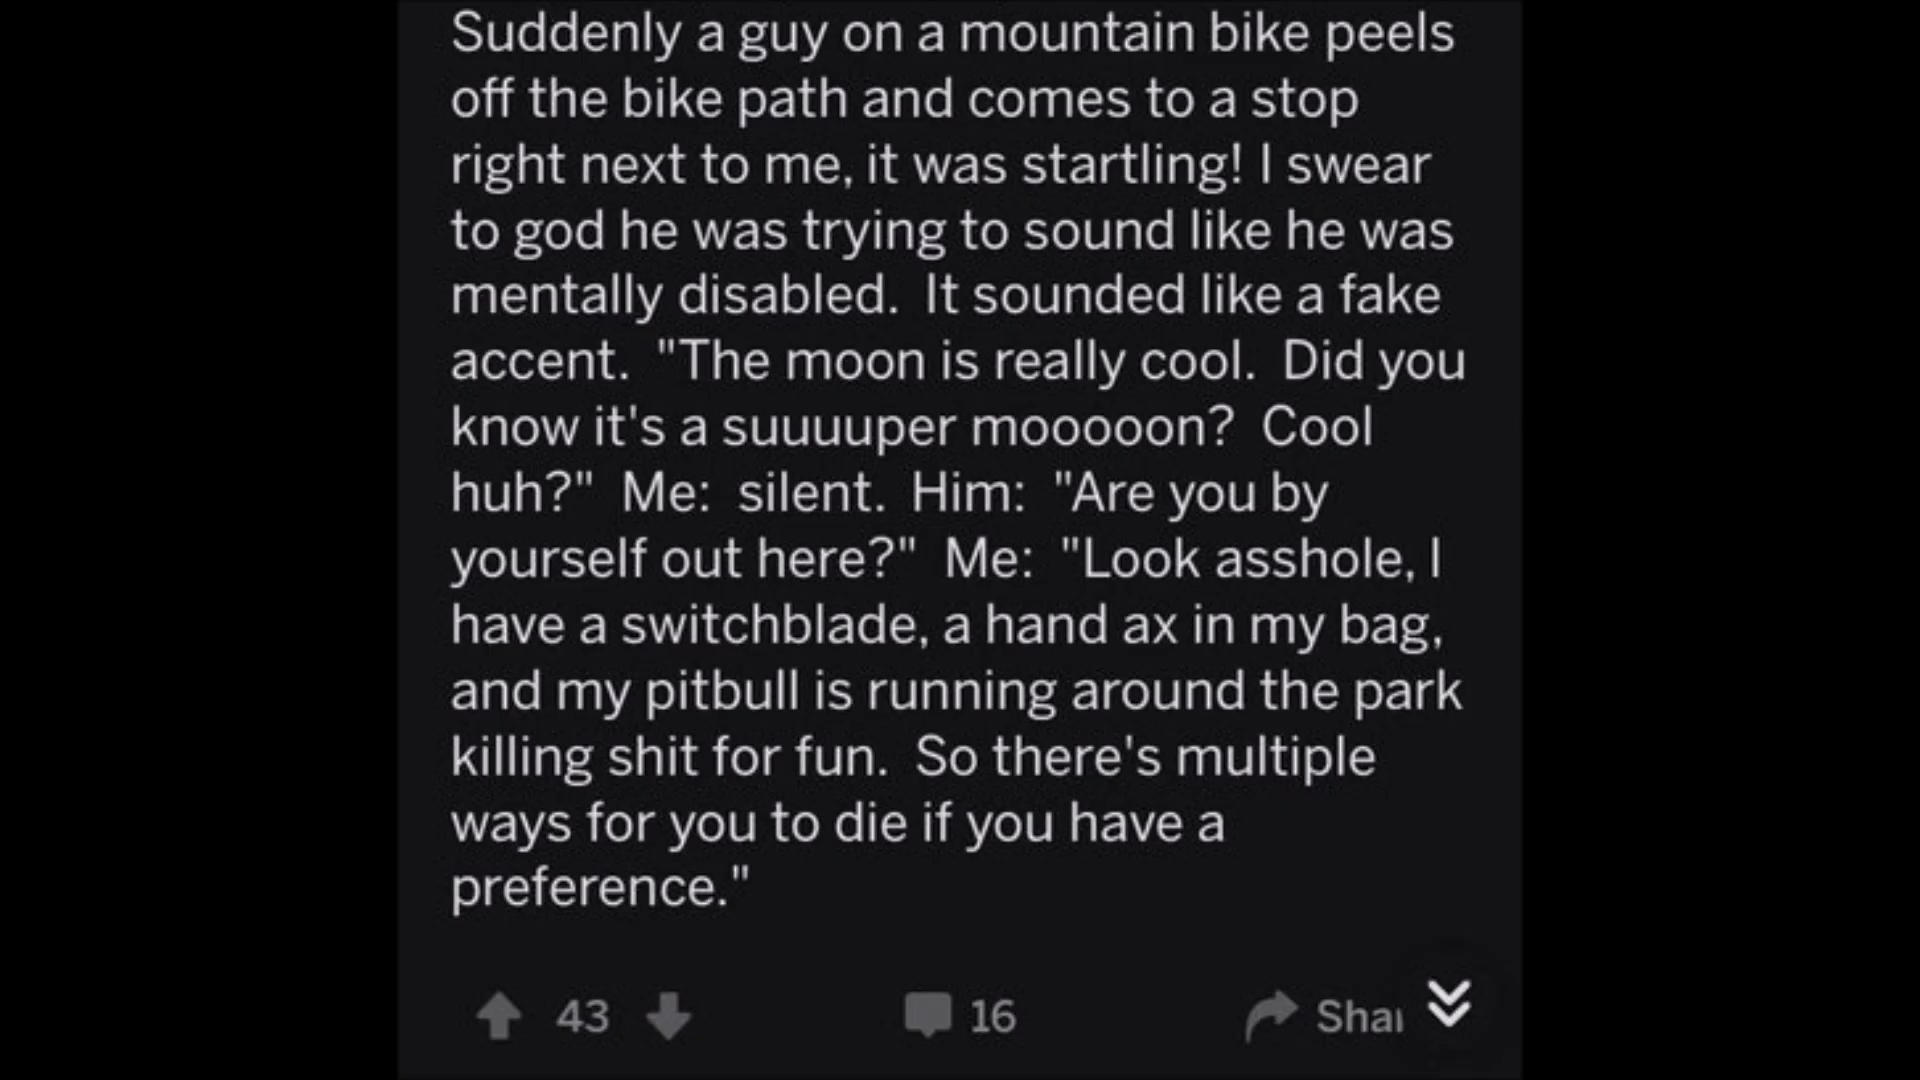 Suddenly a guy on a mountain bike peels
off the bike path and comes to a stop
right next to me, it was startling! I swear
to god he was trying to sound like he was
mentally disabled.  It sounded like a fake
accent.  "The moon is really cool.  Did you
know it's a suuuuper mooooon?  Cool
huh?"  Me:  silent.  Him:  "Are you by
yourself out here?"  Me:  "Look asshole, I
have a switchblade, a hand ax in my bag,
and my pitbull is running around the park
killing shit for fun.  So there's multiple
ways for you to die if you have a
preference."
43 16